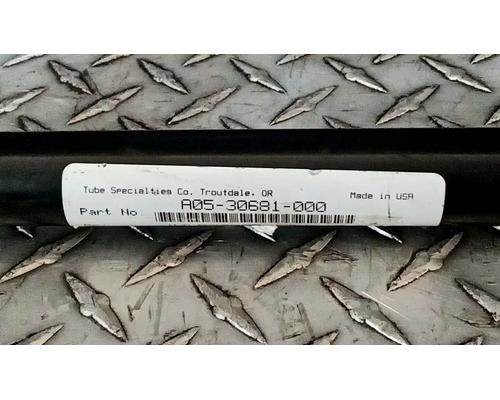 Tube Specialties Co. Troutdale, OR Made in USA
Part No A05-30681-000